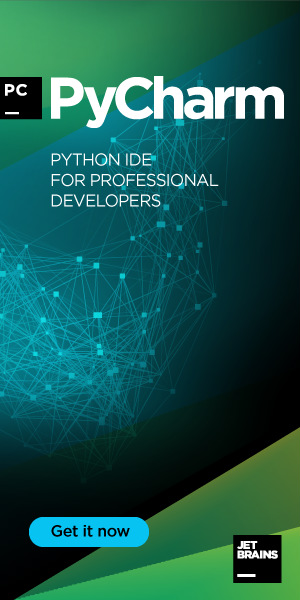 PC
PyCharm
PYTHON IDE
FOR PROFESSIONAL
DEVELOPERS
Get it now
JET
BRAINS